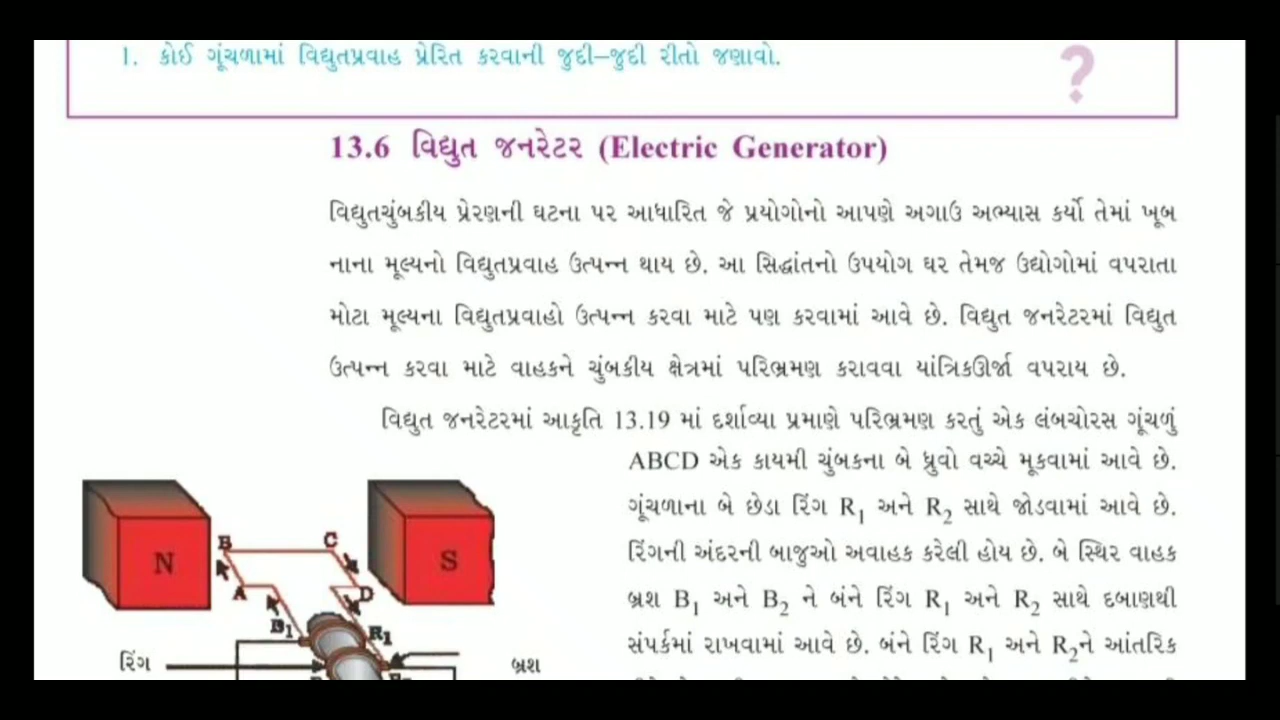 1. કોઈ ગૂંચળામાં વિદ્યુતપ્રવાહ પ્રેરિત કરવાની જુદી–જુદી રીતો જણાવો.
?
13.6 વિદ્યુત જનરેટર (Electric Generator)
વિદ્યુતચુંબકીય પ્રેરણની ઘટના પર આધારિત જે પ્રયોગોનો આપણે અગાઉ અભ્યાસ કર્યો તેમાં ખૂબ
નાના મૂલ્યનો વિદ્યુતપ્રવાહ ઉત્પન્ન થાય છે. આ સિદ્ધાંતનો ઉપયોગ ઘર તેમજ ઉદ્યોગોમાં વપરાતા
મોટા મૂલ્યના વિદ્યુતપ્રવાહો ઉત્પન્ન કરવા માટે પણ કરવામાં આવે છે. વિદ્યુત જનરેટરમાં વિદ્યુત
ઉત્પન્ન કરવા માટે વાહકને ચુંબકીય ક્ષેત્રમાં પરિભ્રમણ કરાવવા યાંત્રિકઊર્જા વપરાય છે.
વિદ્યુત જનરેટરમાં આકૃતિ 13.19 માં દર્શાવ્યા પ્રમાણે પરિભ્રમણ કરતું એક લંબચોરસ ગૂંચળું
ABCD એક કાયમી ચુંબકના બે ધ્રુવો વચ્ચે મૂકવામાં આવે છે.
ગૂંચળાના બે છેડા રિંગ R1 અને R2 સાથે જોડવામાં આવે છે.
રિંગની અંદરની બાજુઓ અવાહક કરેલી હોય છે. બે સ્થિર વાહક
બ્રશ B1 અને B2 ને બંને રિંગ R1 અને R2 સાથે દબાણથી
સંપર્કમાં રાખવામાં આવે છે. બંને રિંગ R1 અને R2ને આંતરિક
N
B
C
S
A
D
B1
R1
રિંગ
બ્રશ